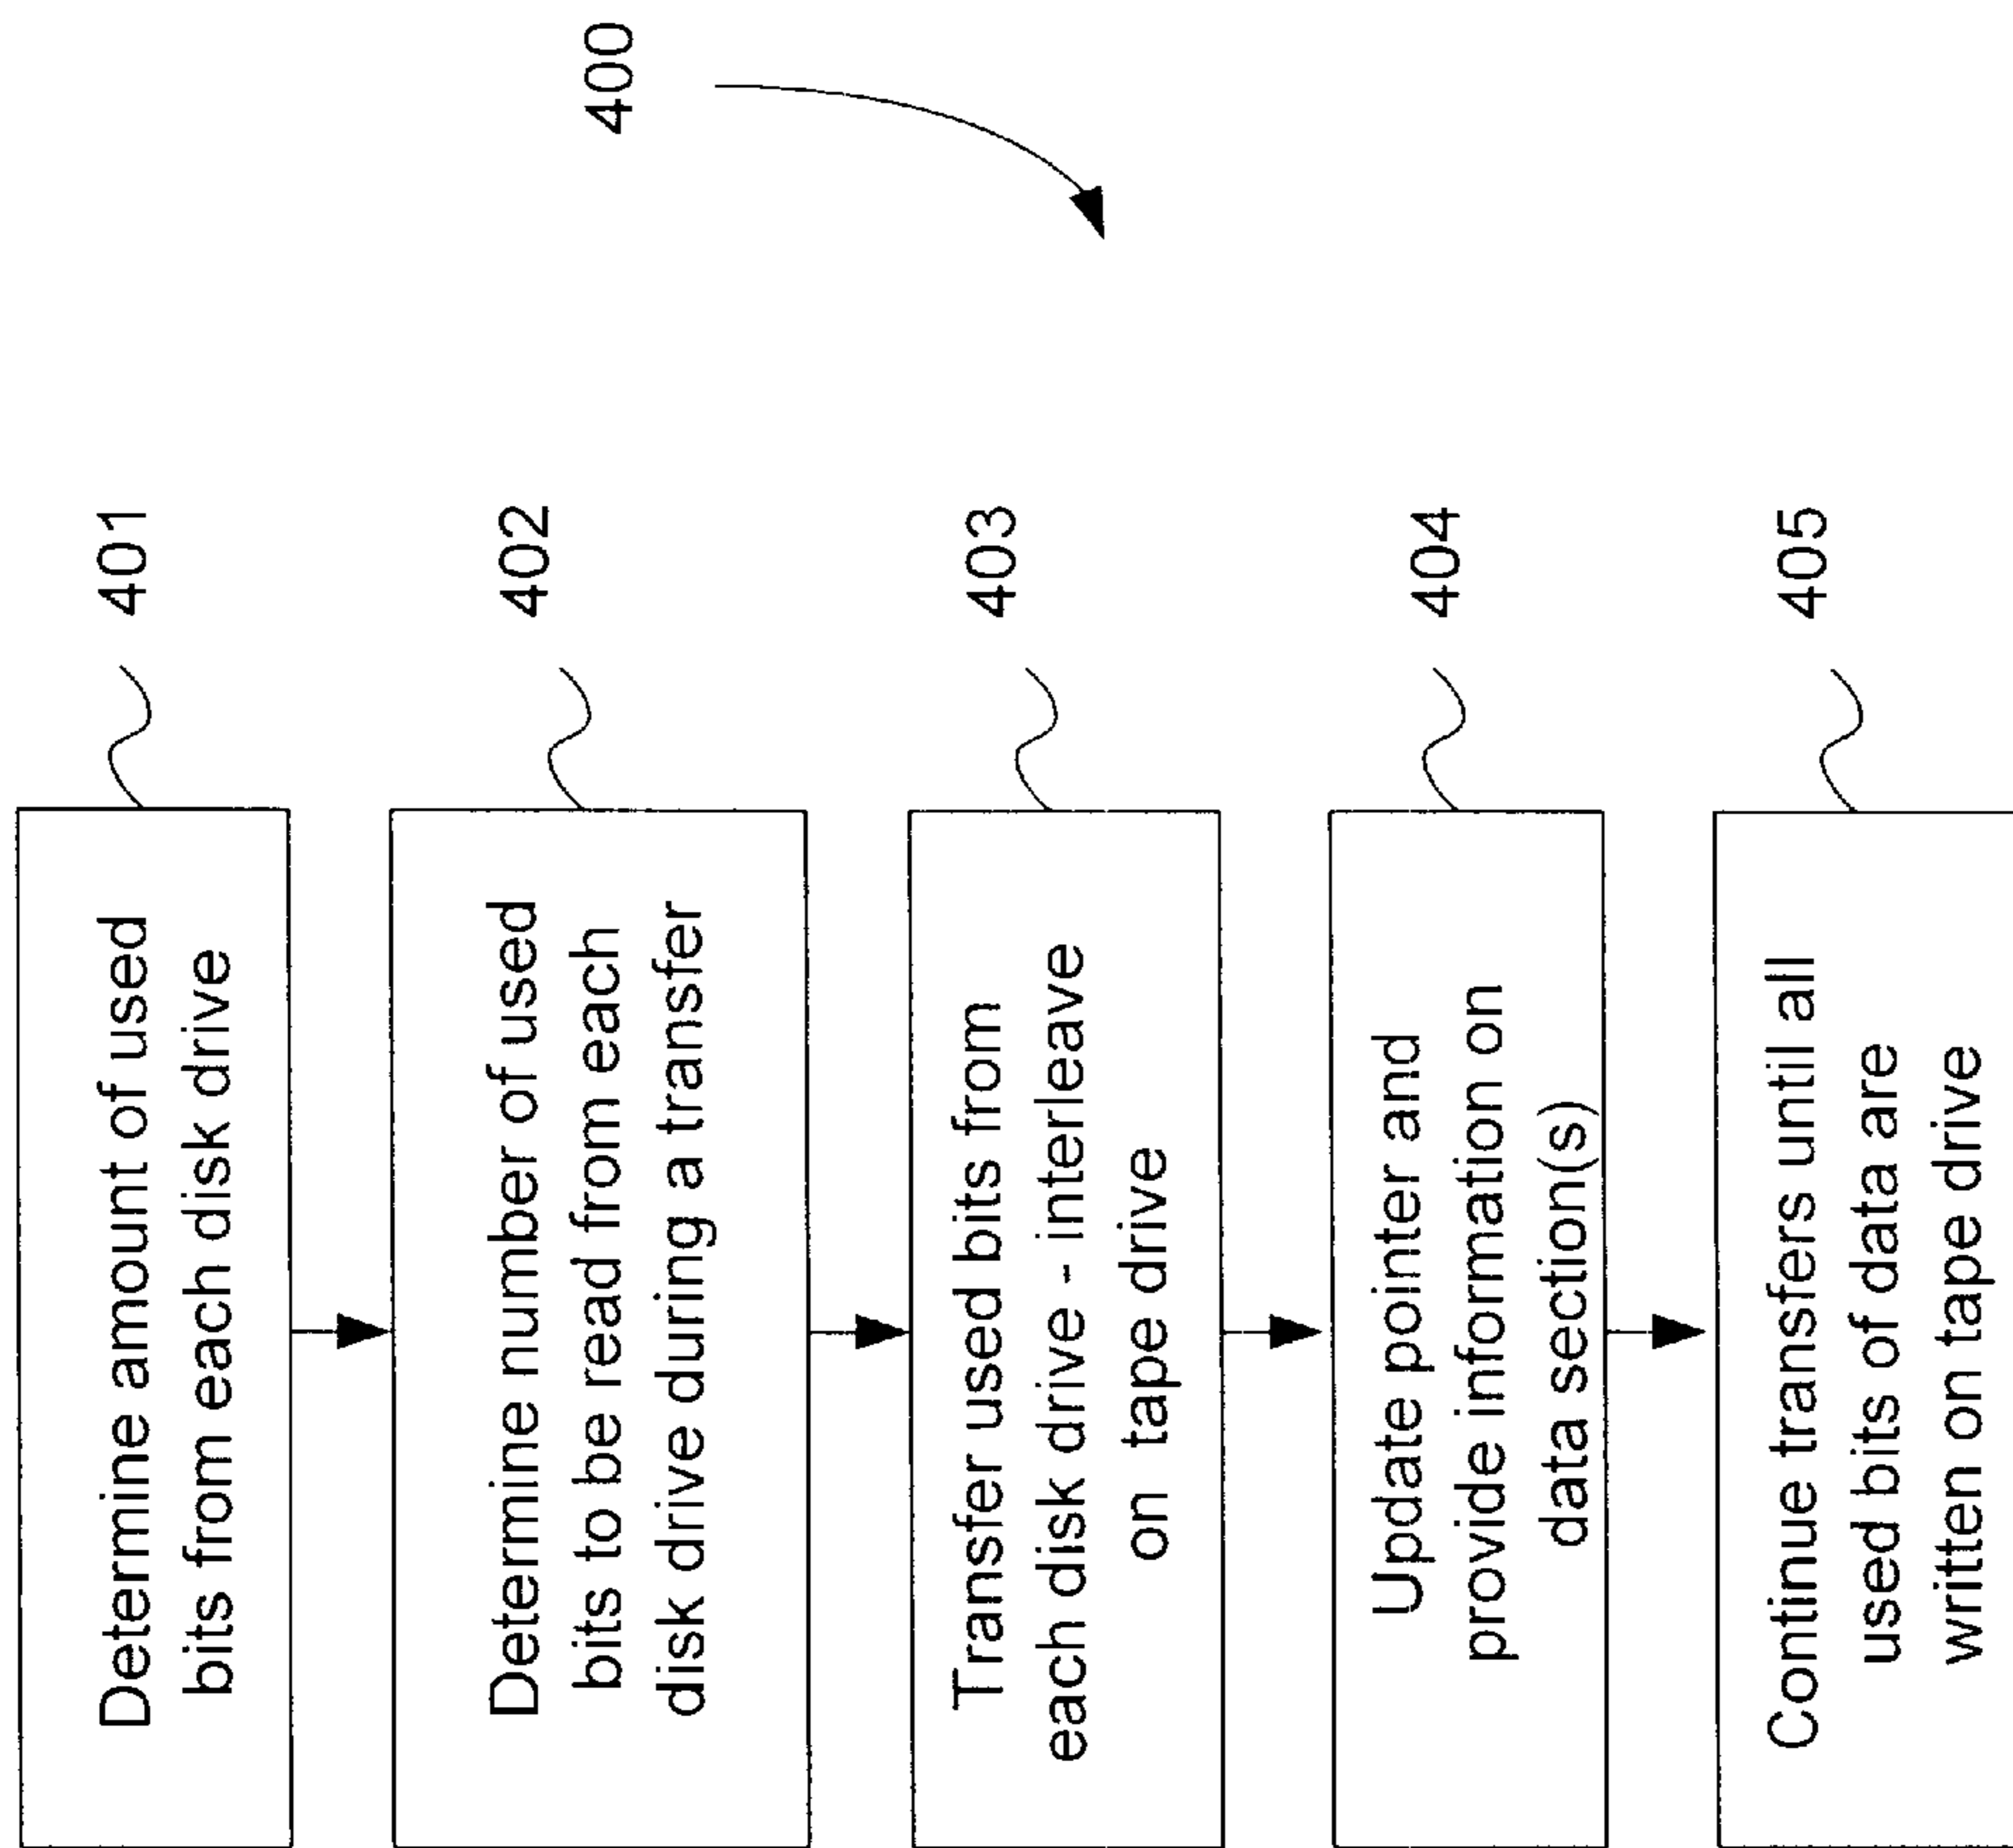 400
Determine amount of used
bits from each disk drive
401
Determine number of used
bits to be read from each
disk drive during a transfer
402
Transfer used bits from
each disk drive - interleave
on tape drive
403
Update pointer and
provide information on
data section(s)
404
Continue transfers until all
used bits of data are
written on tape drive
405